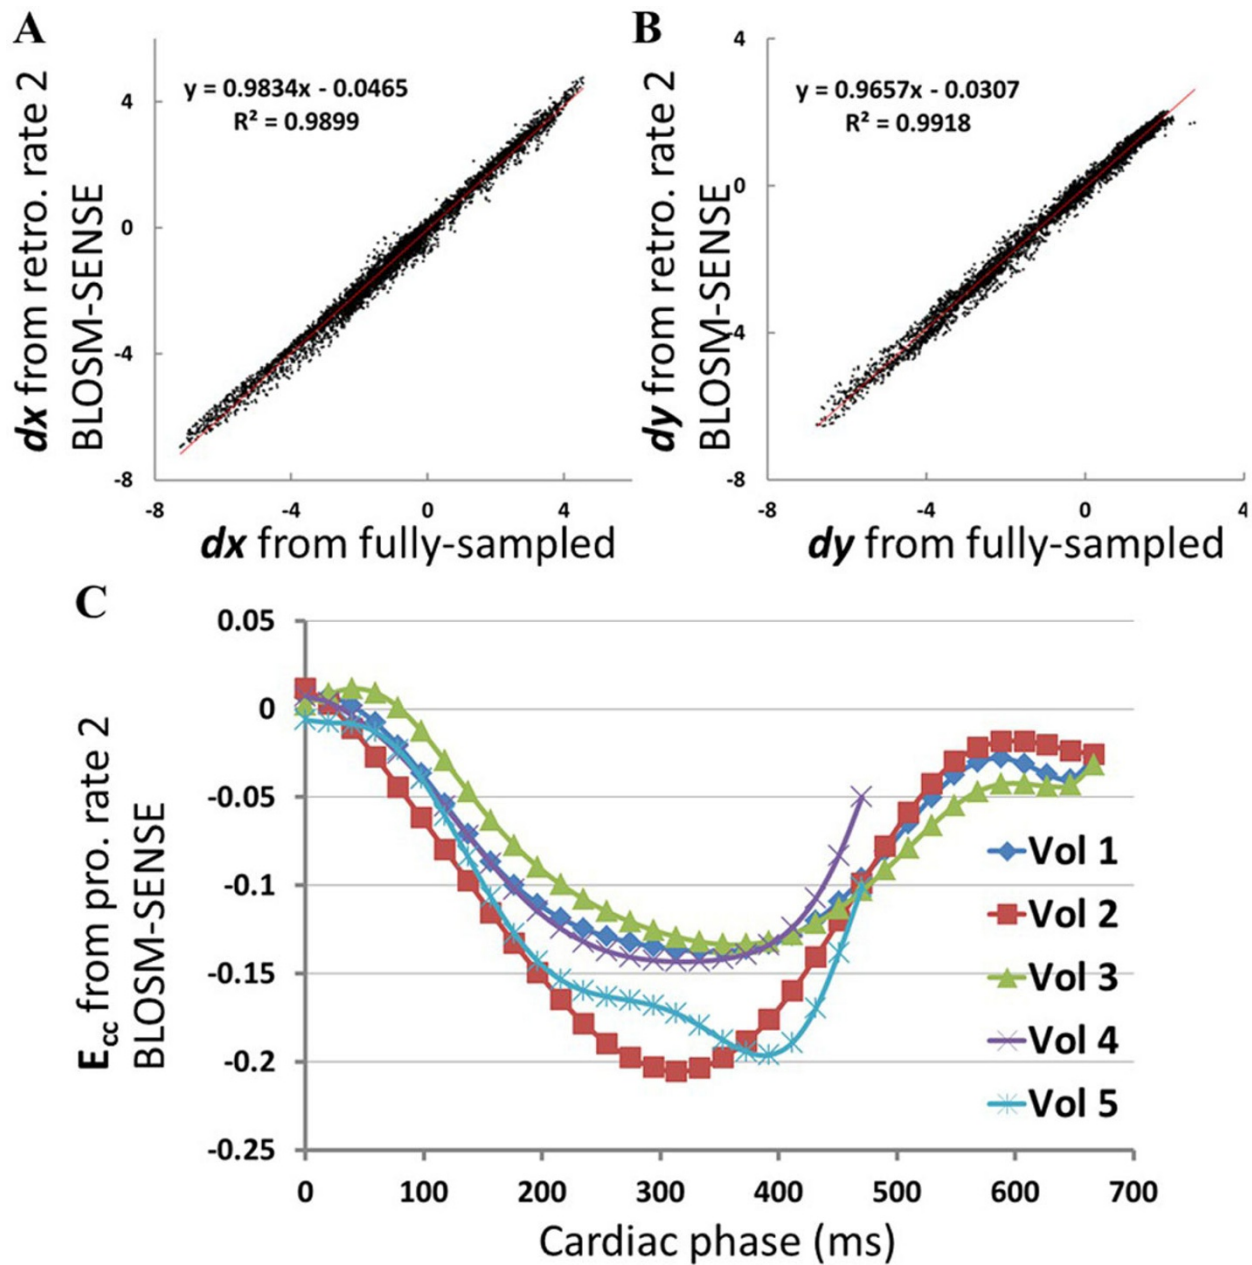 A
dx from retro. rate 2
BLOSM-SENSE
y = 0.9834x - 0.0465
R² = 0.9899
4
0
-4
-8
-8 -4 0 4
dx from fully-sampled
B
dy from retro. rate 2
BLOSM-SENSE
y = 0.9657x - 0.0307
R² = 0.9918
4
0
-4
-8
-8 -4 0 4
dy from fully-sampled
C
Ecc from pro. rate 2
BLOSM-SENSE
0.05
0
-0.05
-0.1
-0.15
-0.2
-0.25
0 100 200 300 400 500 600 700
Cardiac phase (ms)
Vol 1
Vol 2
Vol 3
Vol 4
Vol 5